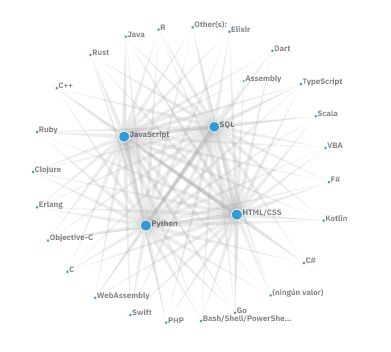 R
Other(s):
Elixir
Java
Dart
Rust
Assembly
TypeScript
C++
Scala
SQL
Ruby
JavaScript
VBA
Clojure
F#
Erlang
HTML/CSS
Kotlin
Python
Objective-C
C#
C
(ningún valor)
WebAssembly
Swift
Go
PHP
Bash/Shell/PowerShe...